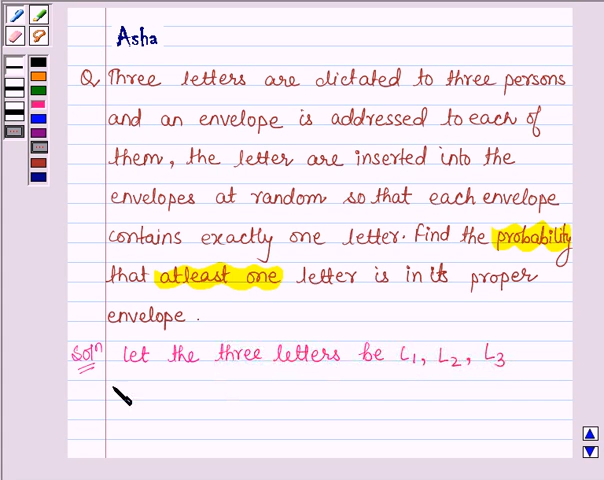 Asha
Q Three letters are dictated to three persons
and an envelope is addressed to each of
them, the letter are inserted into the
envelopes at random so that each envelope
contains exactly one letter. Find the probability
that atleast one letter is in its proper
envelope.
Solⁿ Let the three letters be L₁, L₂, L₃